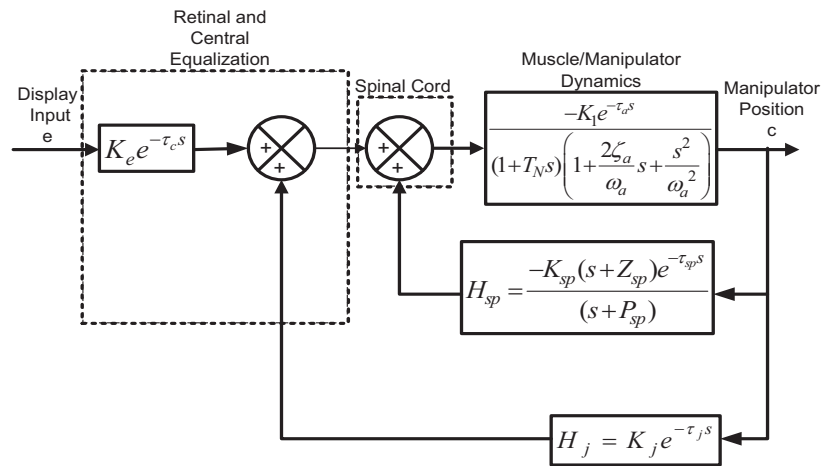 Retinal and
Central
Equalization
Display
Input
e
K_e e^{-τ_c s}
+
+
Spinal Cord
+
+
Muscle/Manipulator
Dynamics
-K_1 e^{-τ_a s}
(1+T_N s)(1+\frac{2ζ_a}{ω_a}s+\frac{s^2}{ω_a^2})
Manipulator
Position
c
H_{sp} = \frac{-K_{sp}(s+Z_{sp})e^{-τ_{sp}s}}{(s+P_{sp})}
H_j = K_j e^{-τ_j s}